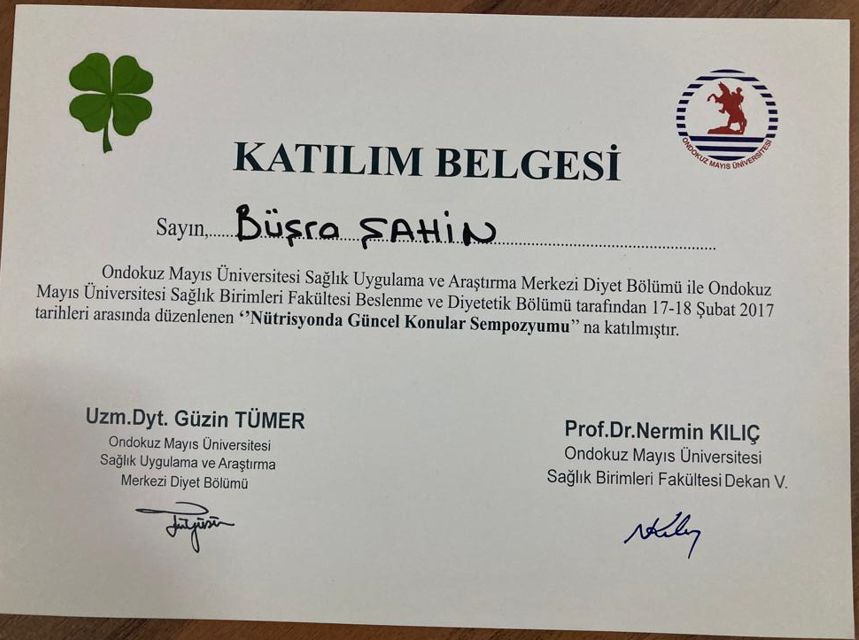 ONDOKUZ MAYIS ÜNİVERSİTESİ
KATILIM BELGESİ
Sayın, Büşra ŞAHİN
Ondokuz Mayıs Üniversitesi Sağlık Uygulama ve Araştırma Merkezi Diyet Bölümü ile Ondokuz
Mayıs Üniversitesi Sağlık Birimleri Fakültesi Beslenme ve Diyetetik Bölümü tarafından 17-18 Şubat 2017
tarihleri arasında düzenlenen ‘’Nütrisyonda Güncel Konular Sempozyumu’’ na katılmıştır.
Uzm.Dyt. Güzin TÜMER
Ondokuz Mayıs Üniversitesi
Sağlık Uygulama ve Araştırma
Merkezi Diyet Bölümü
Prof.Dr.Nermin KILIÇ
Ondokuz Mayıs Üniversitesi
Sağlık Birimleri Fakültesi Dekan V.